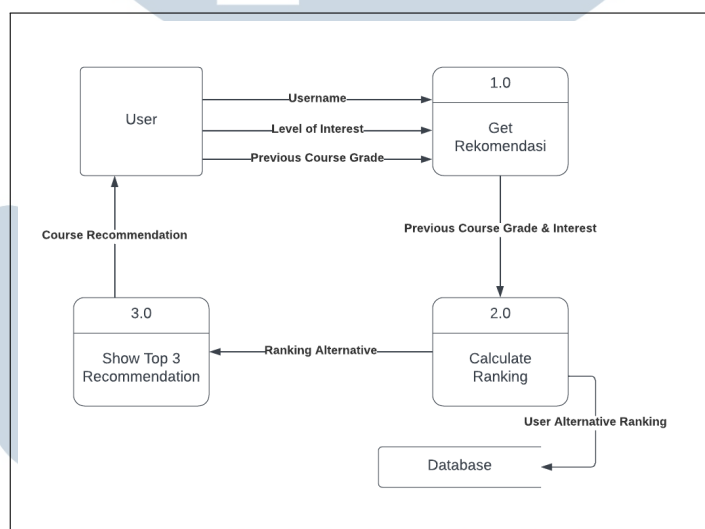 User
Username
Level of Interest
Previous Course Grade
1.0
Get
Rekomendasi
Course Recommendation
Previous Course Grade & Interest
3.0
Show Top 3
Recommendation
Ranking Alternative
2.0
Calculate
Ranking
User Alternative Ranking
Database